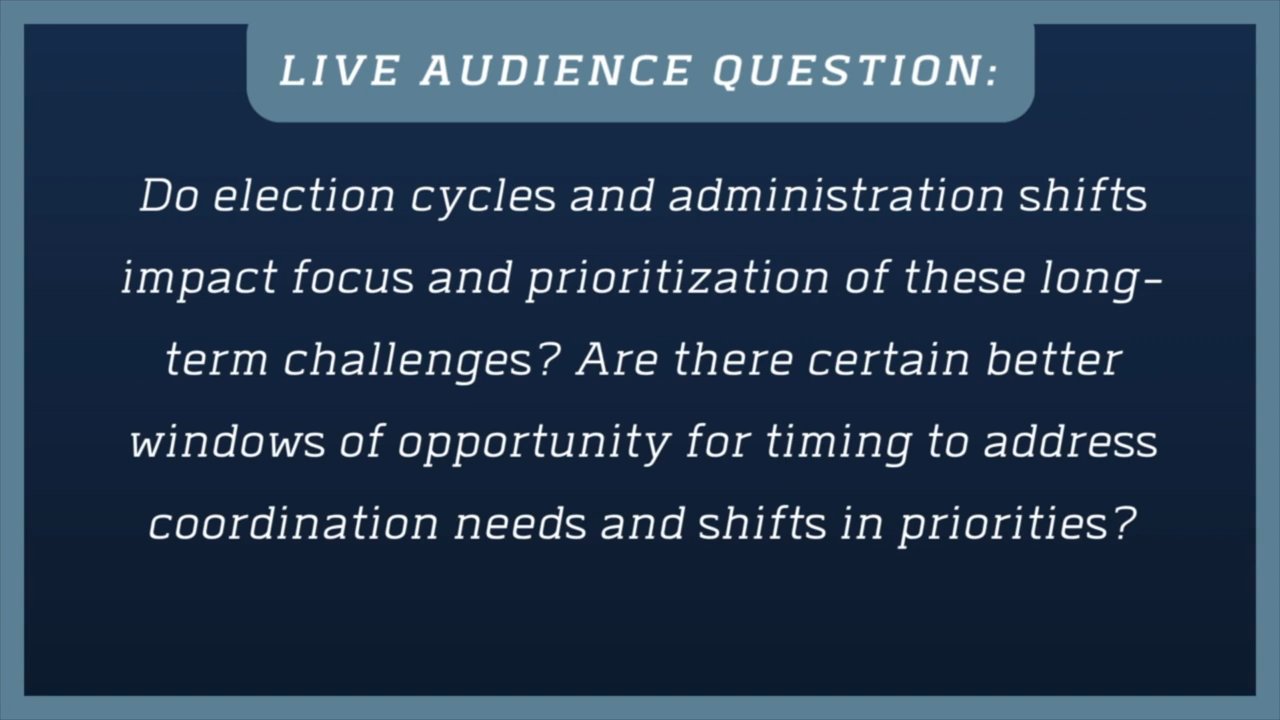 LIVE AUDIENCE QUESTION:
Do election cycles and administration shifts
impact focus and prioritization of these long-
term challenges? Are there certain better
windows of opportunity for timing to address
coordination needs and shifts in priorities?